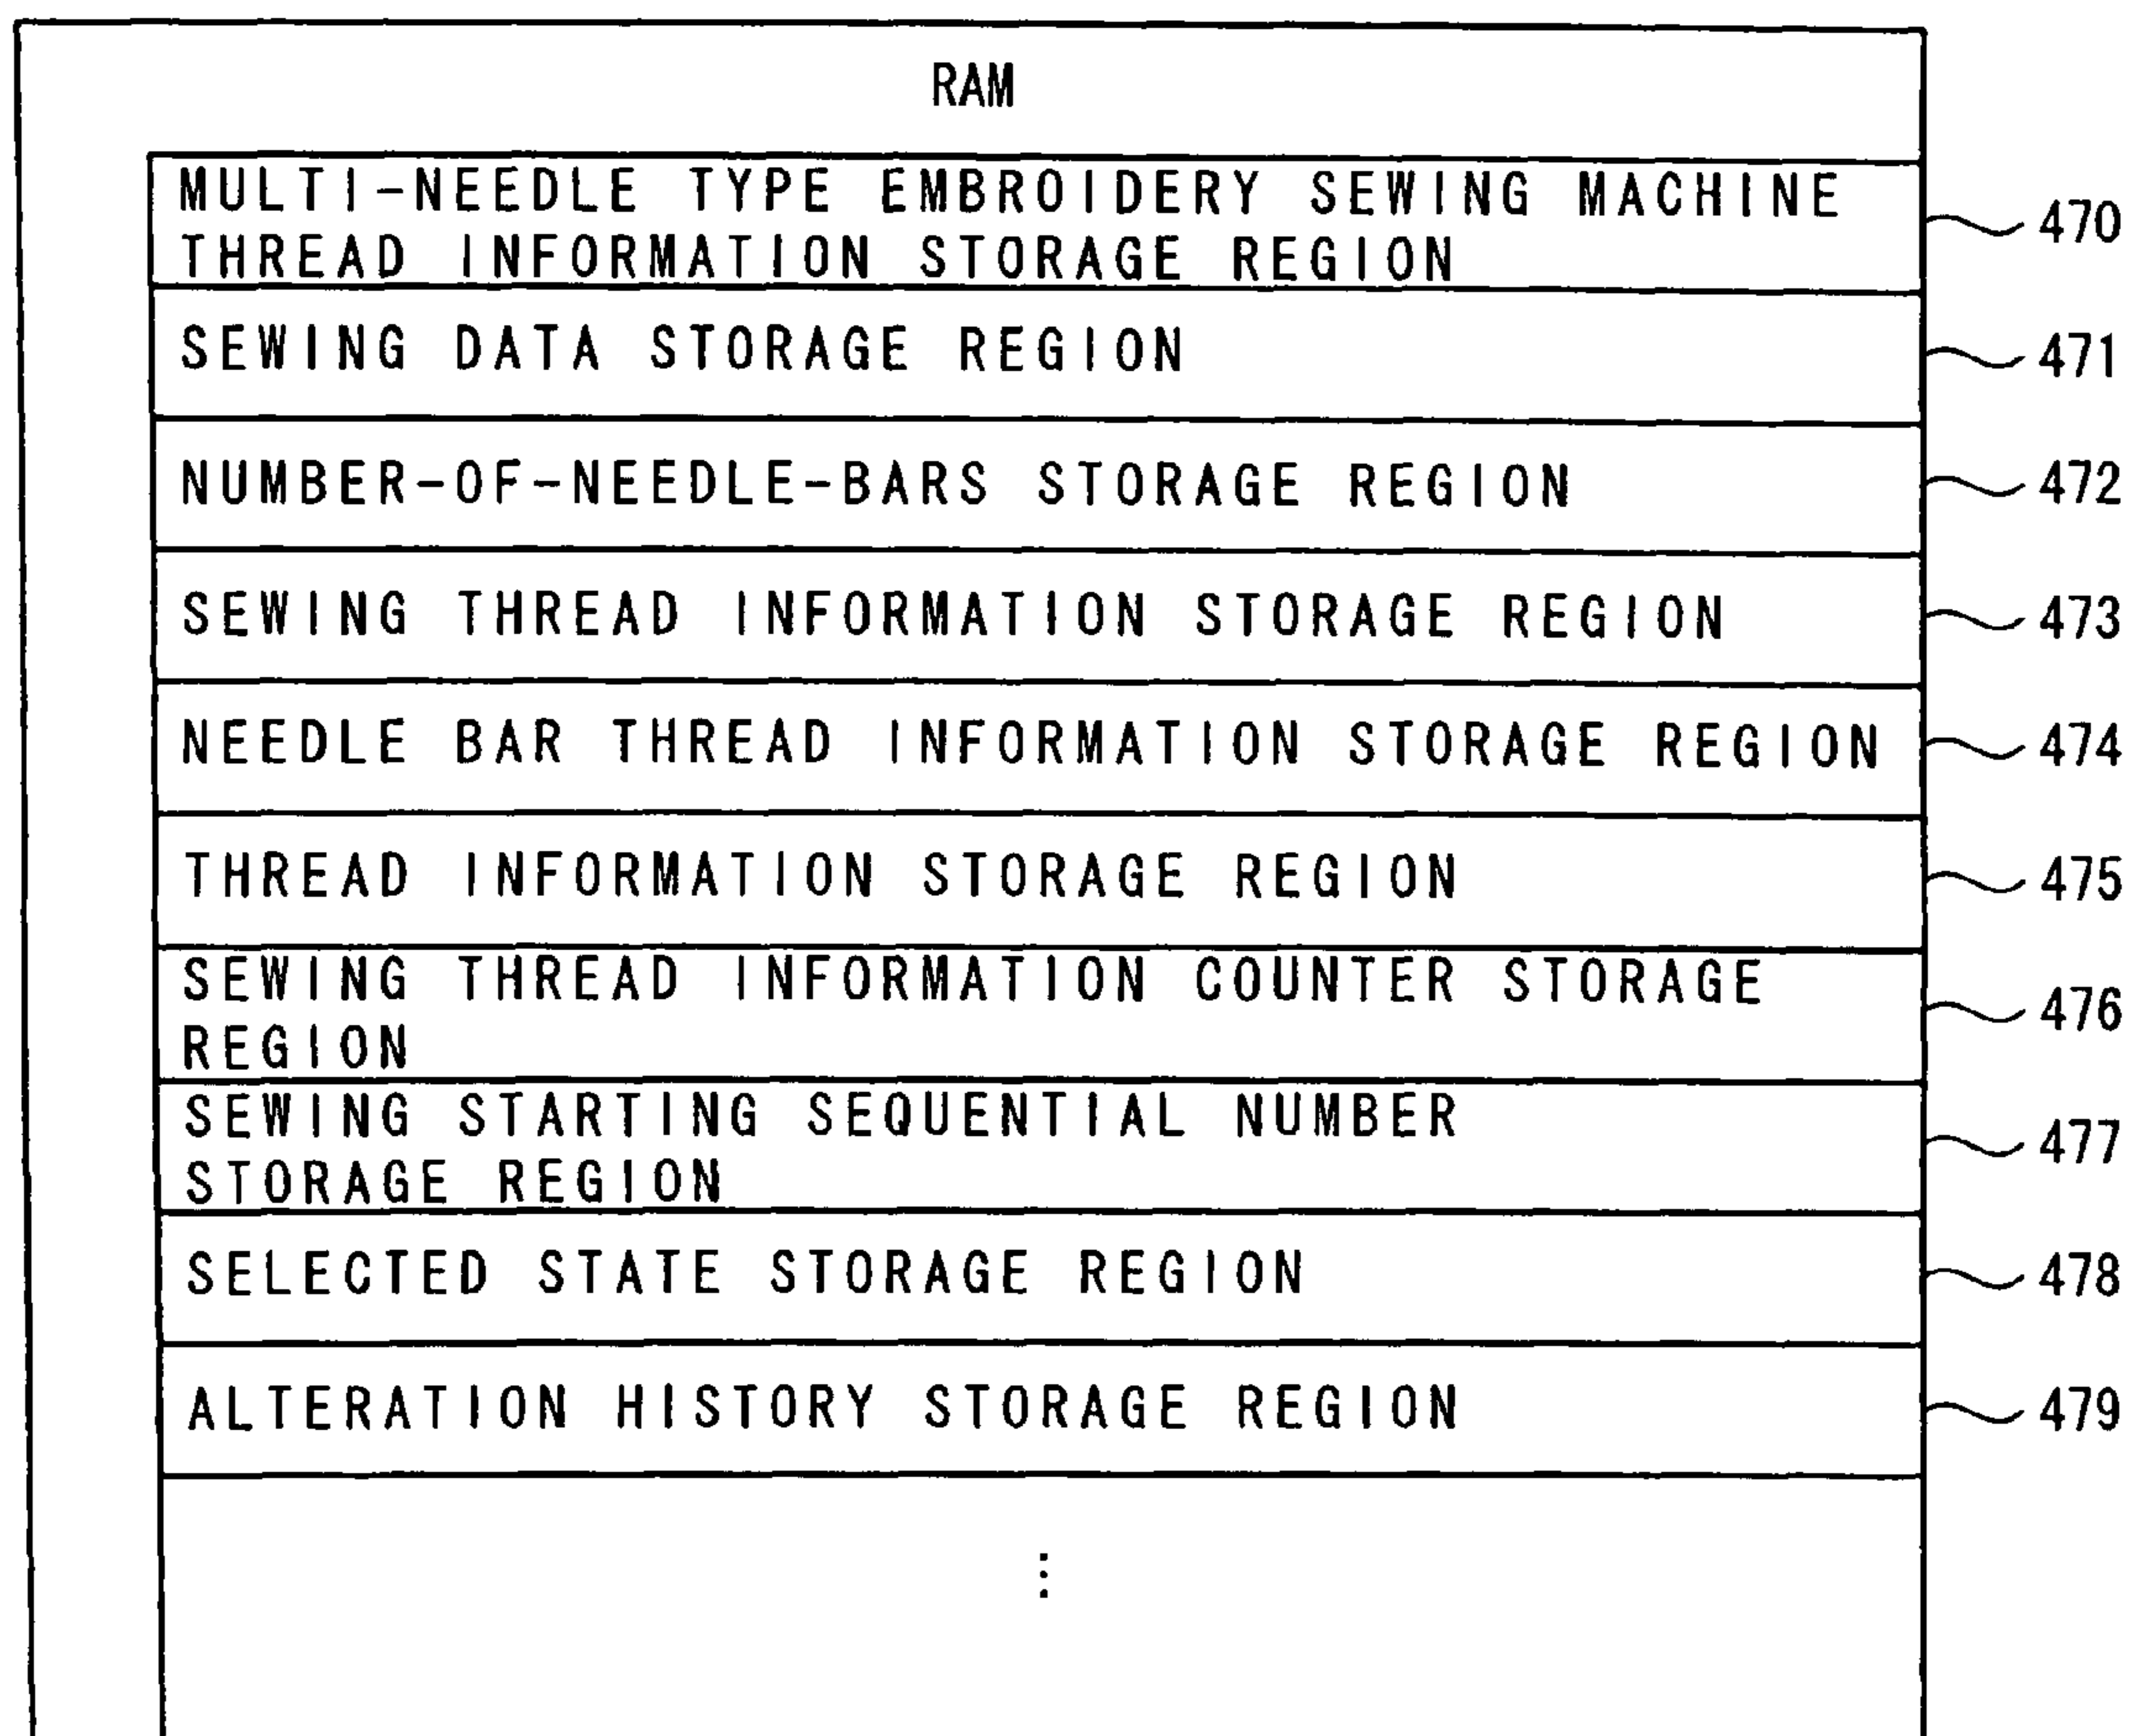 RAM
MULTI-NEEDLE TYPE EMBROIDERY SEWING MACHINE
THREAD INFORMATION STORAGE REGION
470
SEWING DATA STORAGE REGION
471
NUMBER-OF-NEEDLE-BARS STORAGE REGION
472
SEWING THREAD INFORMATION STORAGE REGION
473
NEEDLE BAR THREAD INFORMATION STORAGE REGION
474
THREAD INFORMATION STORAGE REGION
475
SEWING THREAD INFORMATION COUNTER STORAGE
REGION
476
SEWING STARTING SEQUENTIAL NUMBER
STORAGE REGION
477
SELECTED STATE STORAGE REGION
478
ALTERATION HISTORY STORAGE REGION
479
⋮